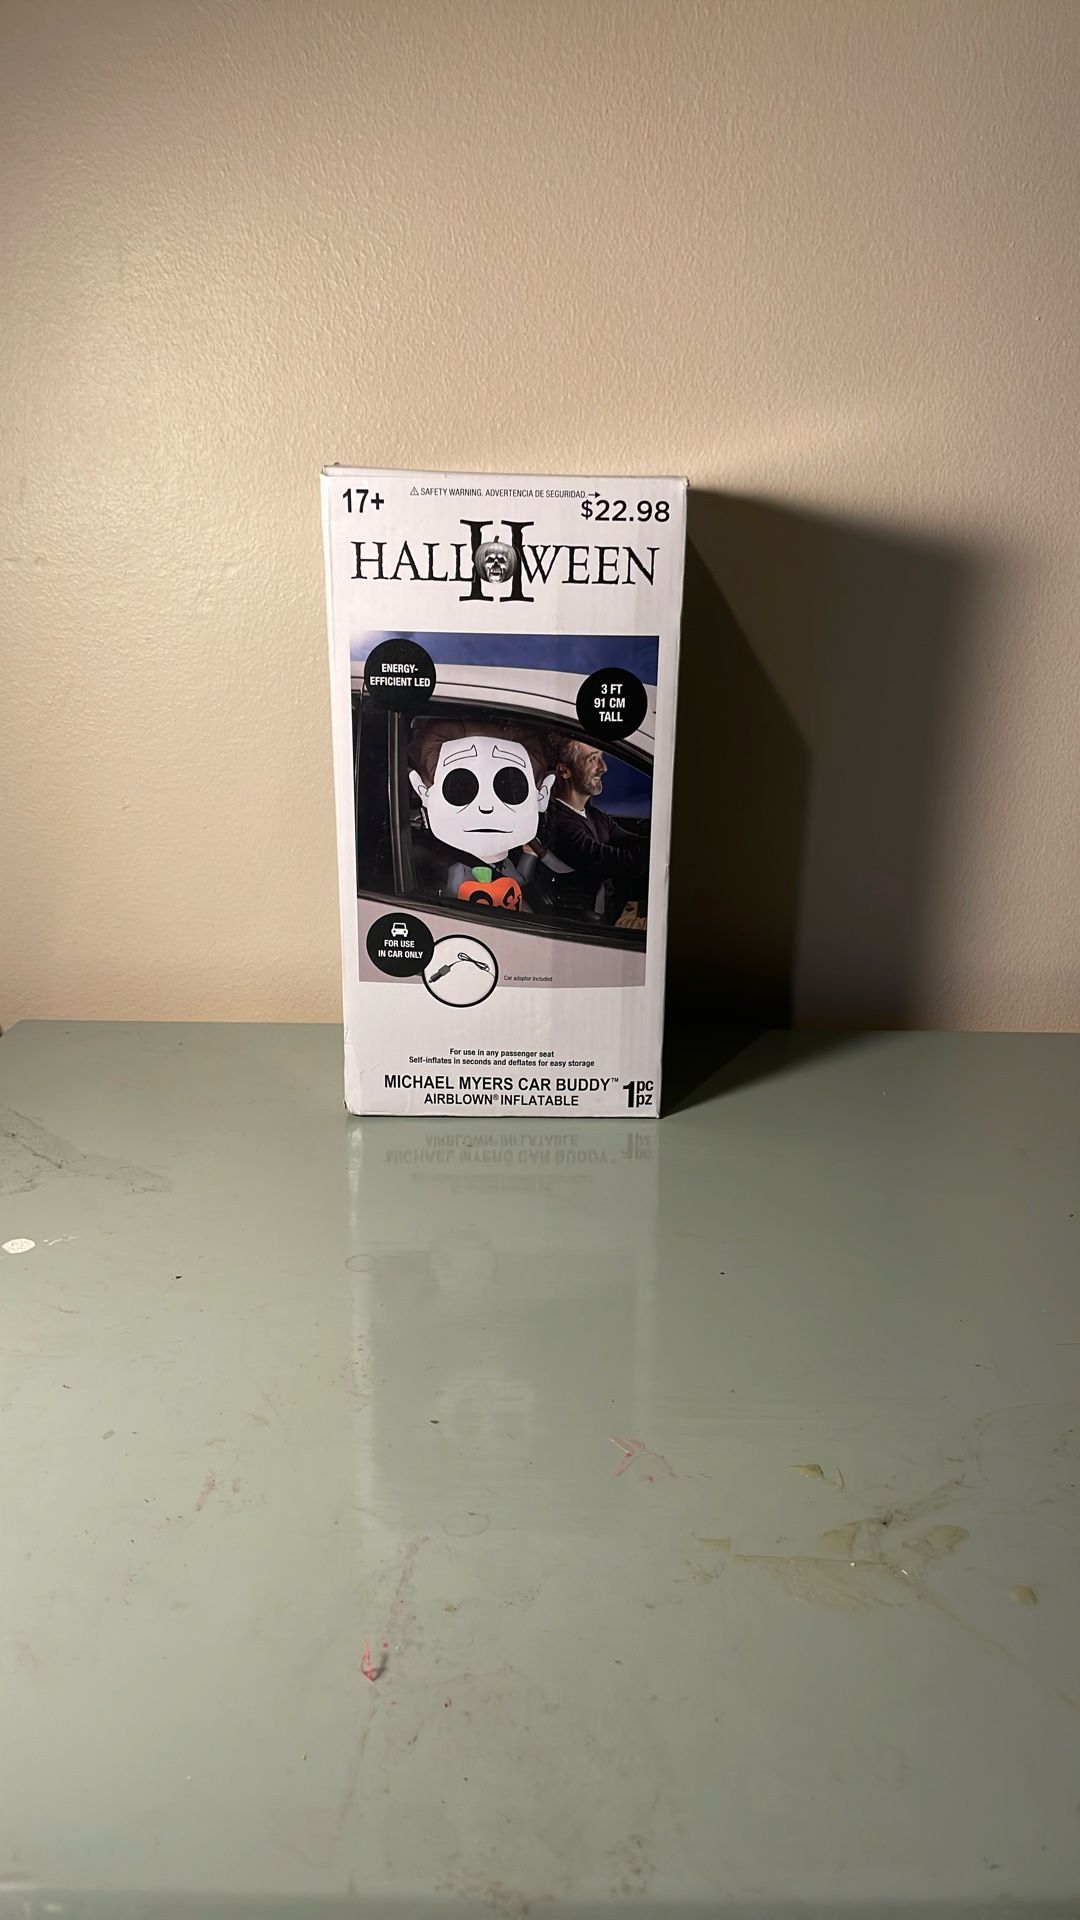 17+
⚠ SAFETY WARNING. ADVERTENCIA DE SEGURIDAD. →
$22.98
HALLOWEEN
II
ENERGY-
EFFICIENT LED
3 FT
91 CM
TALL
FOR USE
IN CAR ONLY
Car adaptor included
For use in any passenger seat
Self-inflates in seconds and deflates for easy storage
MICHAEL MYERS CAR BUDDY™
AIRBLOWN® INFLATABLE
1 pc
pz